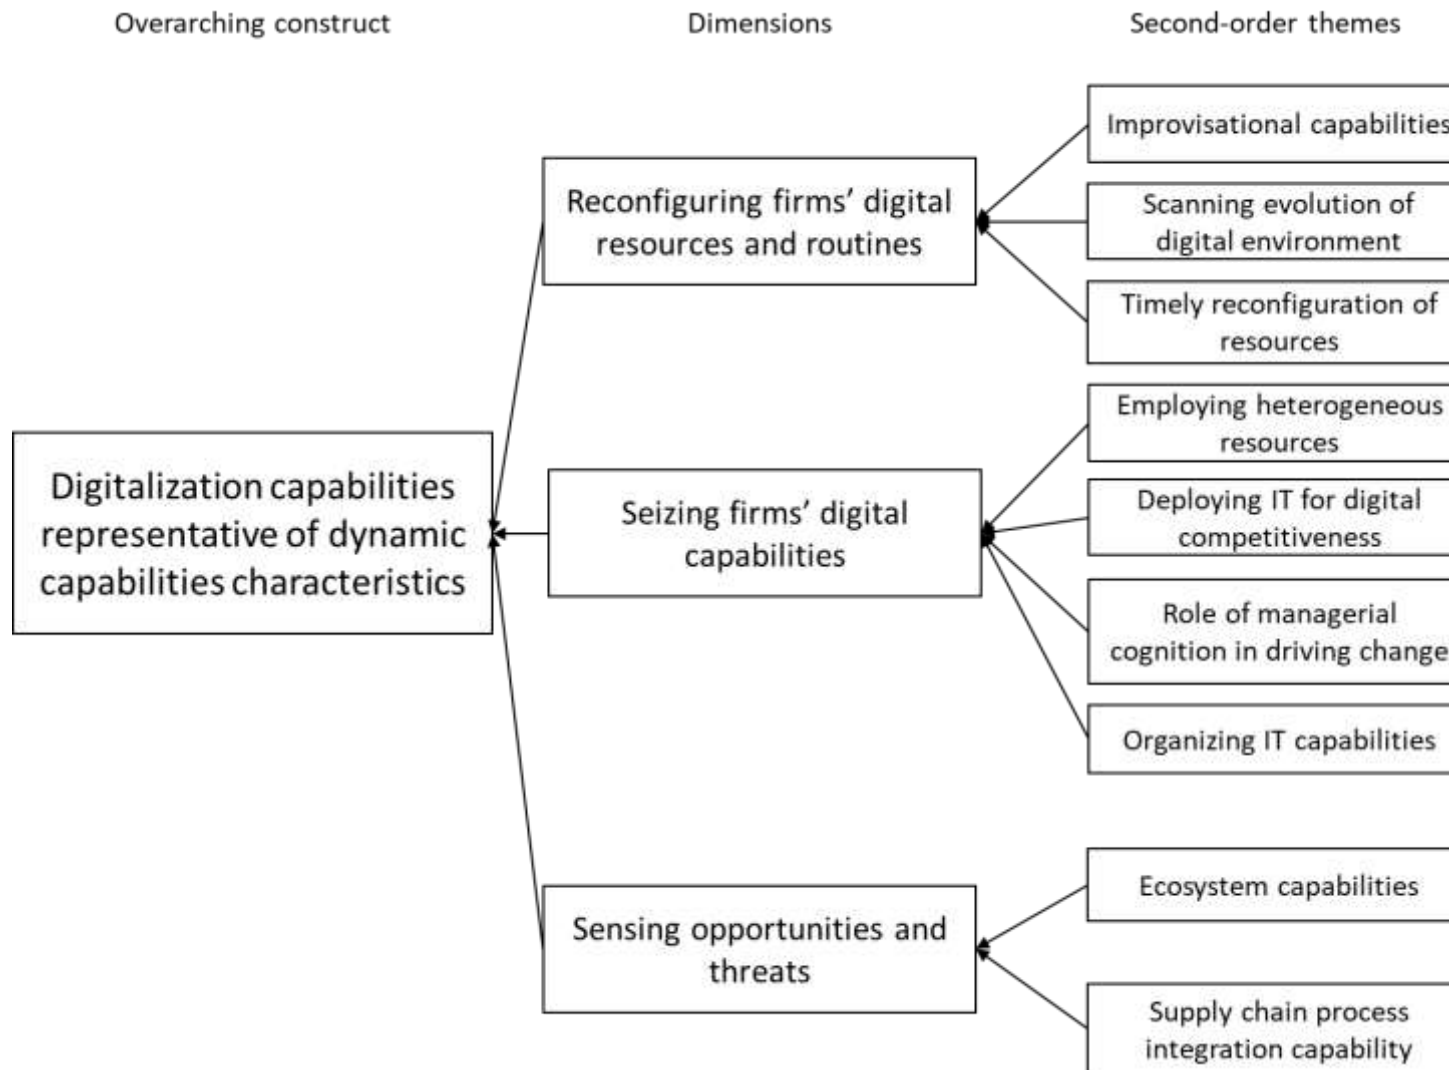 Overarching construct
Dimensions
Second-order themes
Improvisational capabilities
Reconfiguring firms’ digital
resources and routines
Scanning evolution of
digital environment
Timely reconfiguration of
resources
Employing heterogeneous
resources
Digitalization capabilities
representative of dynamic
capabilities characteristics
Seizing firms’ digital
capabilities
Deploying IT for digital
competitiveness
Role of managerial
cognition in driving change
Organizing IT capabilities
Sensing opportunities and
threats
Ecosystem capabilities
Supply chain process
integration capability